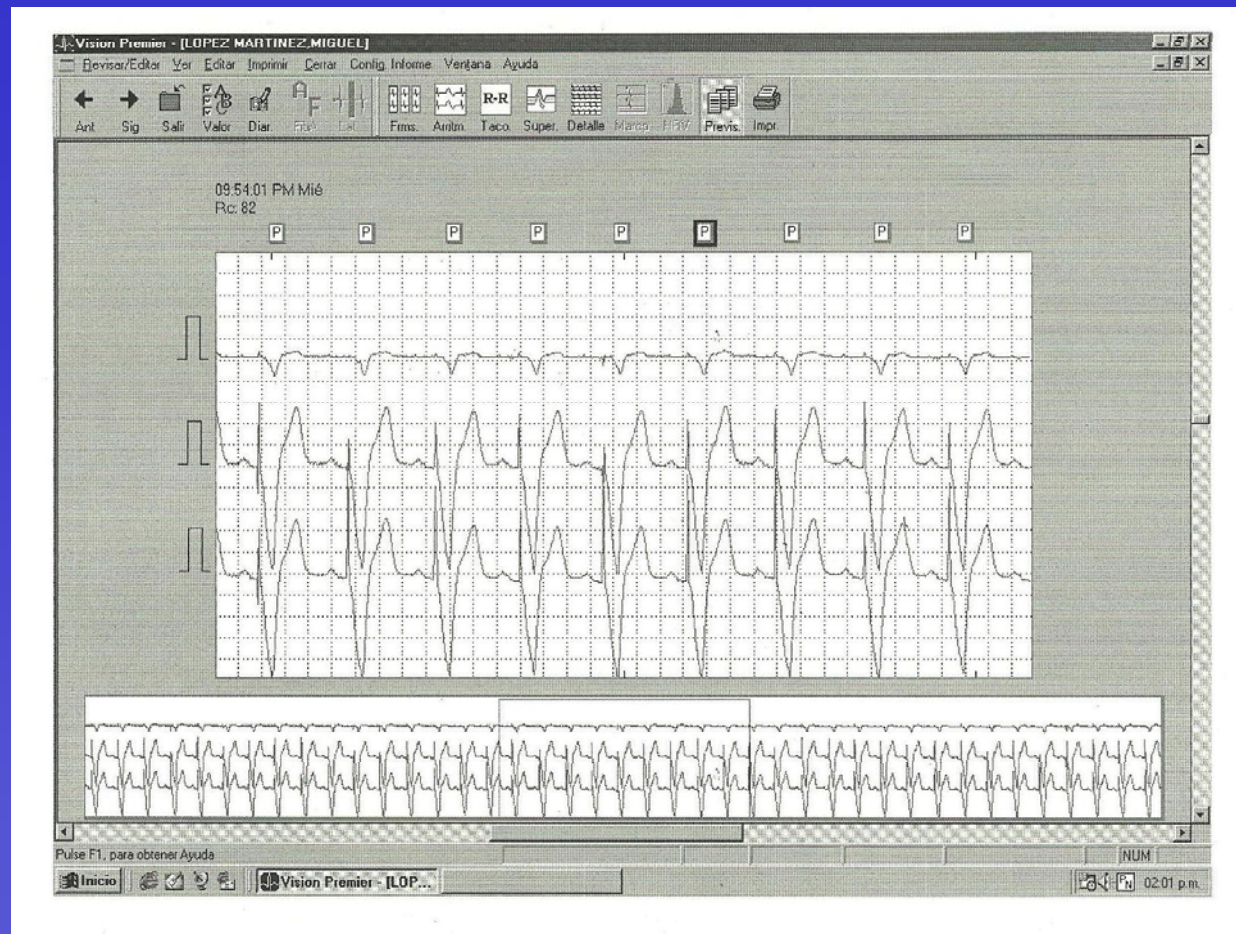 Vision Premier - [LOPEZ MARTINEZ,MIGUEL]
Revisar/Editar Ver Editar Imprimir Cerrar Config. Informe Ventana Ayuda
Ant Sig Salir Valor Diar. Lat Frms. Arritm. Taco. Super. Detalle Marcp. HRV Previs. Impr.
R-R
09:54:01 PM Mié
Rc: 82
P P P P P P P P P
Pulse F1, para obtener Ayuda
NUM
Inicio
Vision Premier - [LOP...
02:01 p.m.